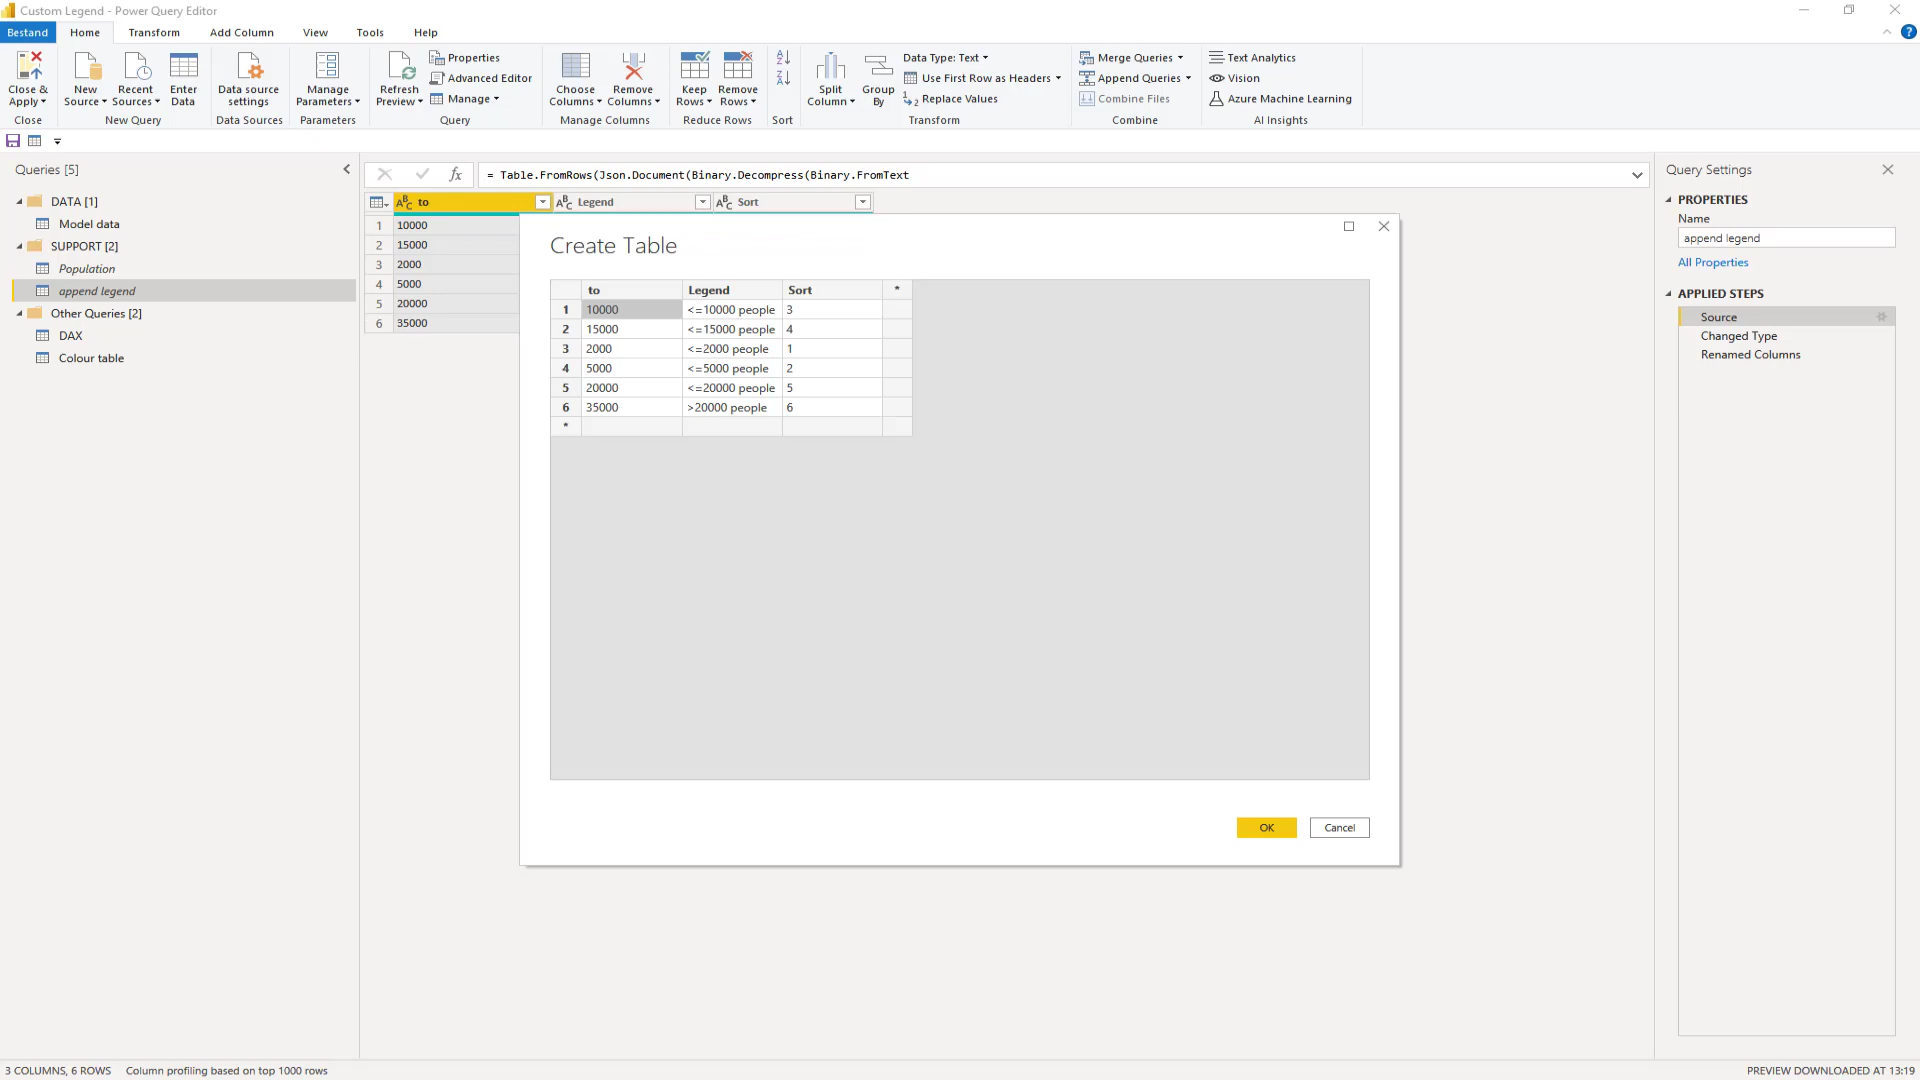 Custom Legend - Power Query Editor
Bestand Home Transform Add Column View Tools Help
Close & Apply
Close
New Source
Recent Sources
Enter Data
New Query
Data source settings
Data Sources
Manage Parameters
Parameters
Refresh Preview
Properties
Advanced Editor
Manage
Query
Choose Columns
Remove Columns
Manage Columns
Keep Rows
Remove Rows
Reduce Rows
Sort
Split Column
Group By
Data Type: Text
Use First Row as Headers
Replace Values
Transform
Merge Queries
Append Queries
Combine Files
Combine
Text Analytics
Vision
Azure Machine Learning
AI Insights
Queries [5]
DATA [1]
Model data
SUPPORT [2]
Population
append legend
Other Queries [2]
DAX
Colour table
fx = Table.FromRows(Json.Document(Binary.Decompress(Binary.FromText
ABC to ABC Legend ABC Sort
1 10000
2 15000
3 2000
4 5000
5 20000
6 35000
Create Table
to Legend Sort *
1 10000 <=10000 people 3
2 15000 <=15000 people 4
3 2000 <=2000 people 1
4 5000 <=5000 people 2
5 20000 <=20000 people 5
6 35000 >20000 people 6
*
OK Cancel
Query Settings
PROPERTIES
Name
append legend
All Properties
APPLIED STEPS
Source
Changed Type
Renamed Columns
3 COLUMNS, 6 ROWS Column profiling based on top 1000 rows
PREVIEW DOWNLOADED AT 13:19